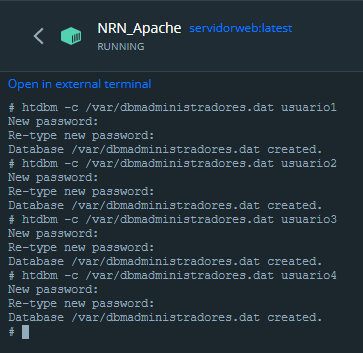 NRN_Apache servidorweb:latest
RUNNING
Open in external terminal
# htdbm -c /var/dbmadministradores.dat usuario1
New password:
Re-type new password:
Database /var/dbmadministradores.dat created.
# htdbm -c /var/dbmadministradores.dat usuario2
New password:
Re-type new password:
Database /var/dbmadministradores.dat created.
# htdbm -c /var/dbmadministradores.dat usuario3
New password:
Re-type new password:
Database /var/dbmadministradores.dat created.
# htdbm -c /var/dbmadministradores.dat usuario4
New password:
Re-type new password:
Database /var/dbmadministradores.dat created.
#